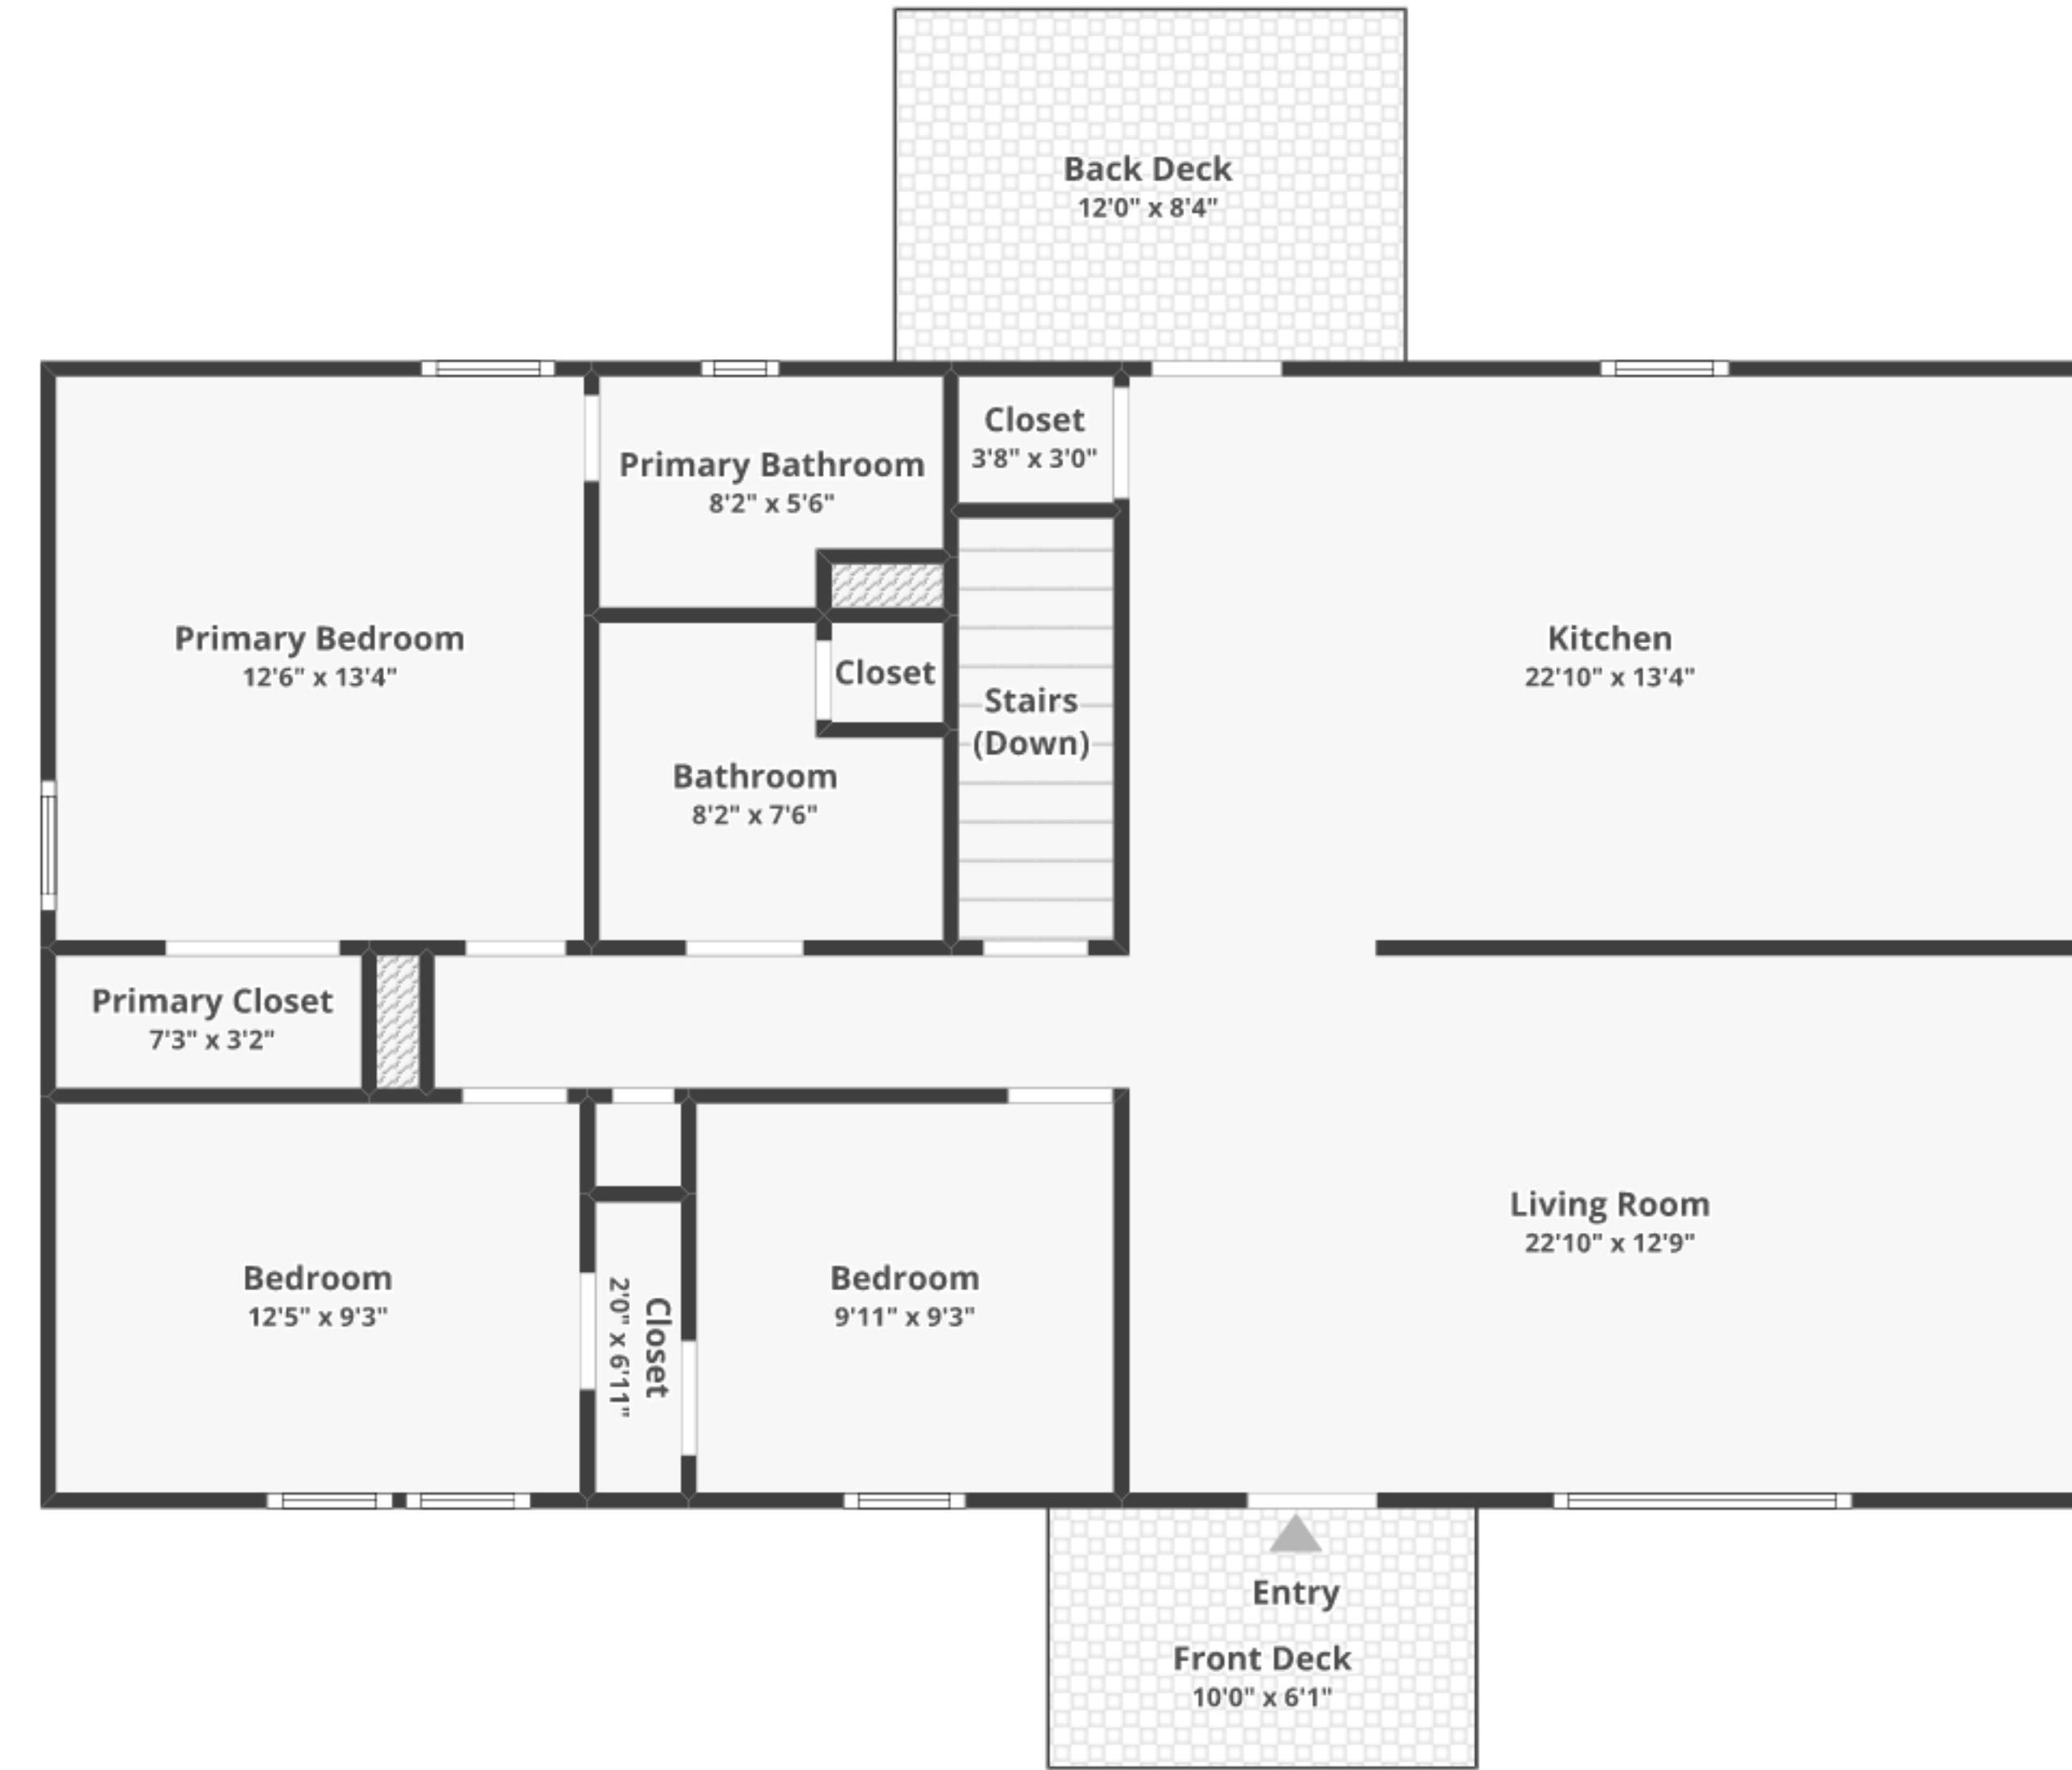 Back Deck
12'0" x 8'4"
Closet
3'8" x 3'0"
Primary Bathroom
8'2" x 5'6"
Primary Bedroom
12'6" x 13'4"
Kitchen
22'10" x 13'4"
Closet
Stairs
(Down)
Bathroom
8'2" x 7'6"
Primary Closet
7'3" x 3'2"
Living Room
22'10" x 12'9"
Bedroom
12'5" x 9'3"
Closet
2'0" x 6'11"
Bedroom
9'11" x 9'3"
Entry
Front Deck
10'0" x 6'1"